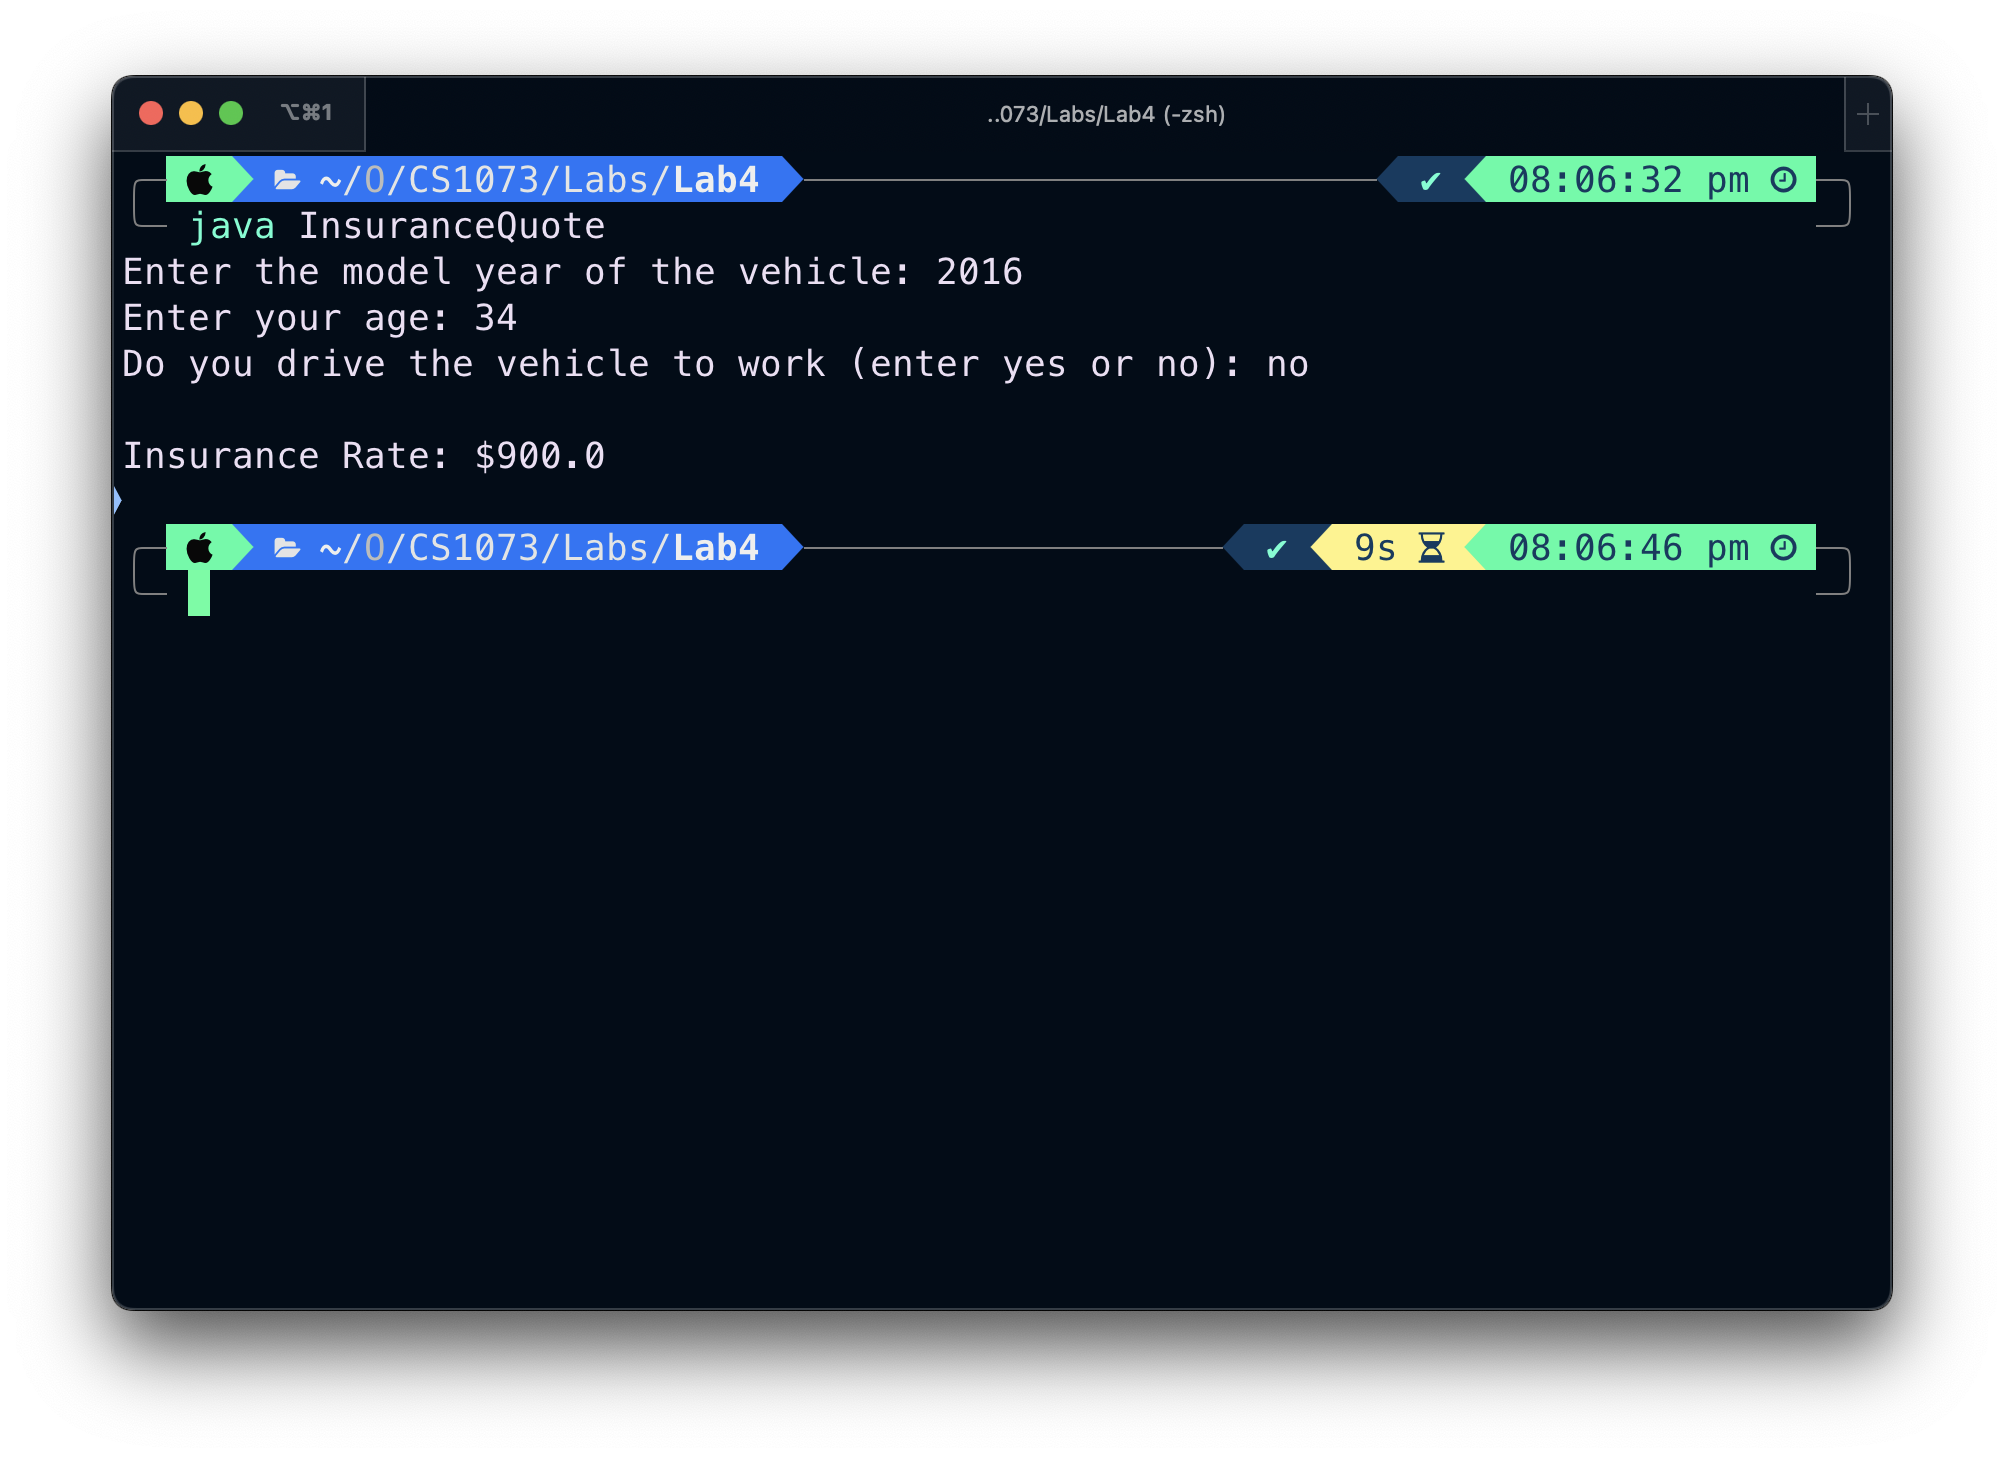 ⌥⌘1 ..073/Labs/Lab4 (-zsh)
~/O/CS1073/Labs/Lab4 ✔ 08:06:32 pm
java InsuranceQuote
Enter the model year of the vehicle: 2016
Enter your age: 34
Do you drive the vehicle to work (enter yes or no): no
Insurance Rate: $900.0
~/O/CS1073/Labs/Lab4 ✔ 9s 08:06:46 pm